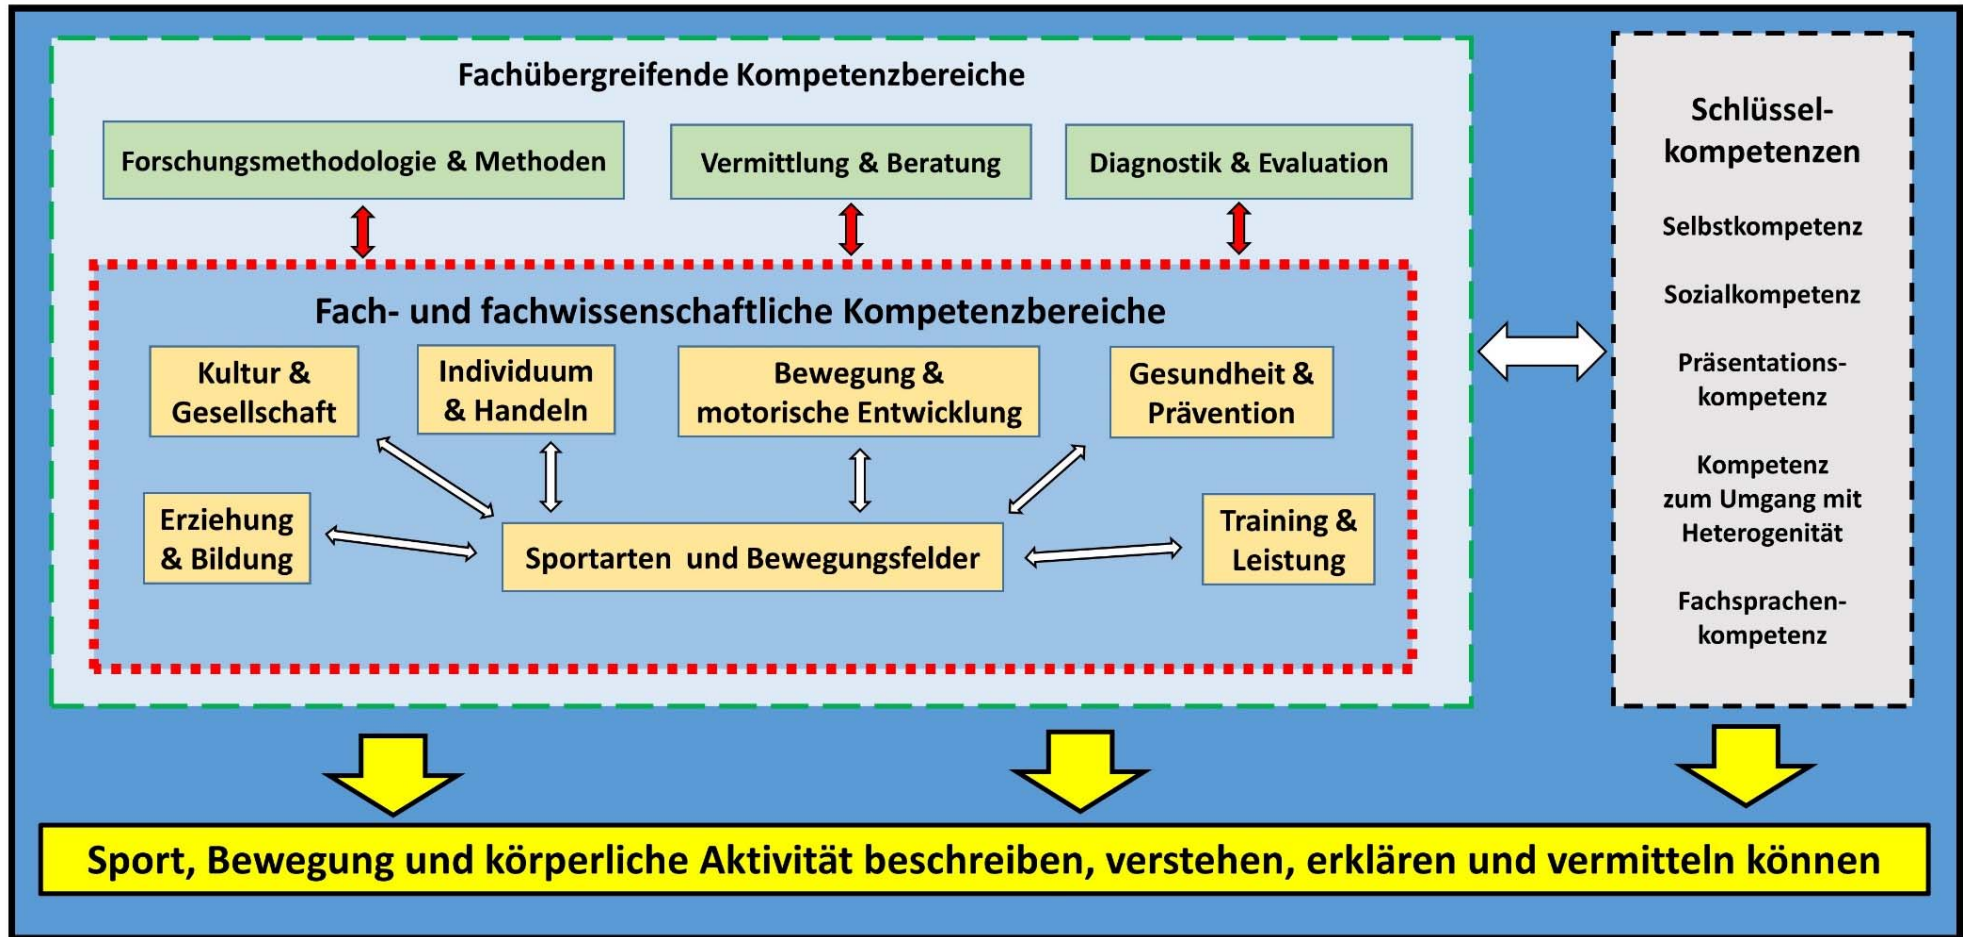 Fachübergreifende Kompetenzbereiche
Forschungsmethodologie & Methoden
Vermittlung & Beratung
Diagnostik & Evaluation
Fach- und fachwissenschaftliche Kompetenzbereiche
Kultur &
Gesellschaft
Individuum
& Handeln
Bewegung &
motorische Entwicklung
Gesundheit &
Prävention
Erziehung
& Bildung
Sportarten und Bewegungsfelder
Training &
Leistung
Schlüssel-
kompetenzen
Selbstkompetenz
Sozialkompetenz
Präsentations-
kompetenz
Kompetenz
zum Umgang mit
Heterogenität
Fachsprachen-
kompetenz
Sport, Bewegung und körperliche Aktivität beschreiben, verstehen, erklären und vermitteln können